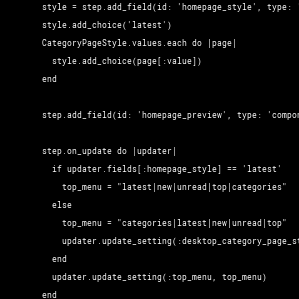 style = step.add_field(id: 'homepage_style', type:
style.add_choice('latest')
CategoryPageStyle.values.each do |page|
style.add_choice(page[:value])
end
step.add_field(id: 'homepage_preview', type: 'compo
step.on_update do |updater|
if updater.fields[:homepage_style] == 'latest'
top_menu = "latest|new|unread|top|categories"
else
top_menu = "categories|latest|new|unread|top"
updater.update_setting(:desktop_category_page_s
end
updater.update_setting(:top_menu, top_menu)
end